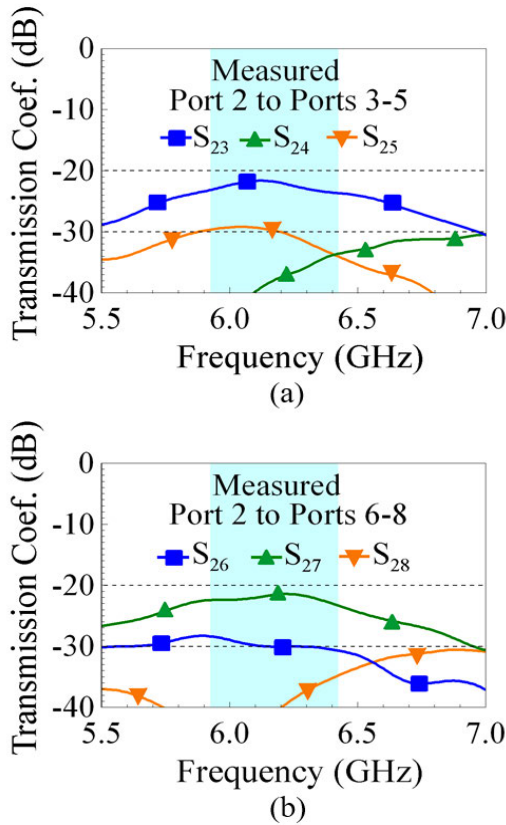 (a)
Transmission Coef. (dB)
0
-10
-20
-30
-40
Measured
Port 2 to Ports 3-5
S23 S24 S25
5.5 6.0 6.5 7.0
Frequency (GHz)
(a)
Transmission Coef. (dB)
0
-10
-20
-30
-40
Measured
Port 2 to Ports 6-8
S26 S27 S28
5.5 6.0 6.5 7.0
Frequency (GHz)
(b)